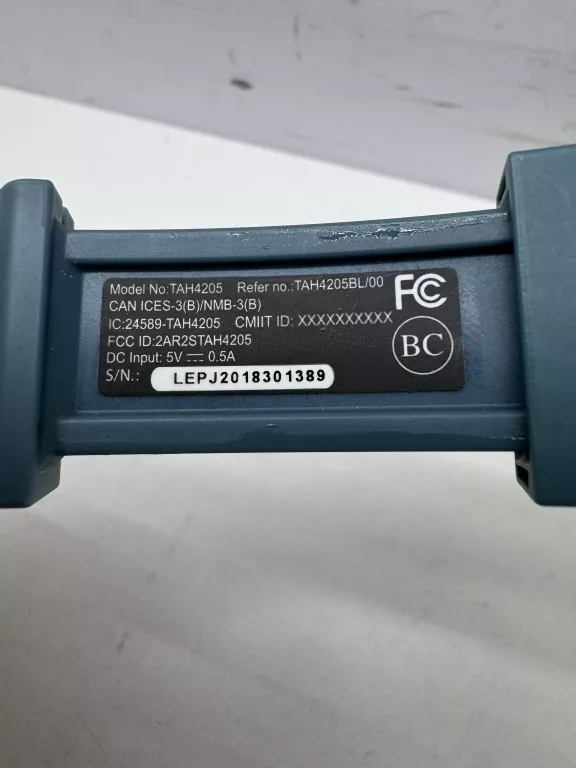 Model No:TAH4205 Refer no.:TAH4205BL/00
CAN ICES-3(B)/NMB-3(B)
IC:24589-TAH4205 CMIIT ID: XXXXXXXXXX
FCC ID:2AR2STAH4205
DC Input: 5V ⎓ 0.5A
S/N.: LEPJ2018301389
FC
BC